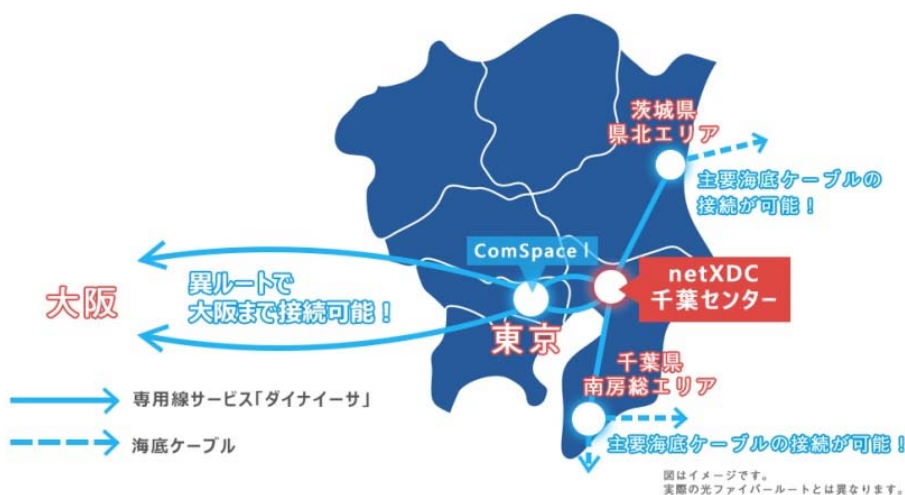 茨城県
県北エリア
主要海底ケーブルの
接続が可能！
ComSpace I
netXDC
千葉センター
大阪
異ルートで
大阪まで接続可能！
東京
千葉県
南房総エリア
専用線サービス「ダイナイーサ」
主要海底ケーブルの接続が可能！
海底ケーブル
図はイメージです。
実際の光ファイバールートとは異なります。